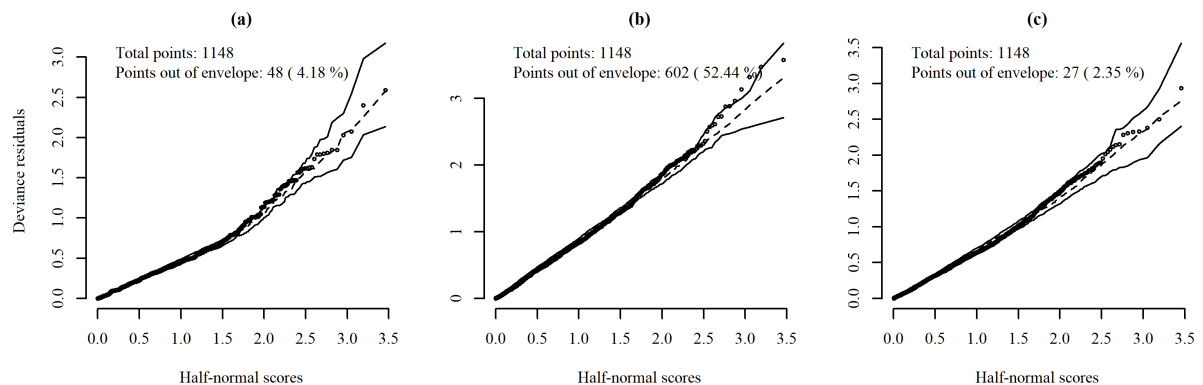 (a)
Total points: 1148
Points out of envelope: 48 ( 4.18 %)
Deviance residuals
0.0 0.5 1.0 1.5 2.0 2.5 3.0
0.0 0.5 1.0 1.5 2.0 2.5 3.0 3.5
Half-normal scores
(b)
Total points: 1148
Points out of envelope: 602 ( 52.44 %)
0 1 2 3
0.0 0.5 1.0 1.5 2.0 2.5 3.0 3.5
Half-normal scores
(c)
Total points: 1148
Points out of envelope: 27 ( 2.35 %)
0.0 0.5 1.0 1.5 2.0 2.5 3.0 3.5
0.0 0.5 1.0 1.5 2.0 2.5 3.0 3.5
Half-normal scores